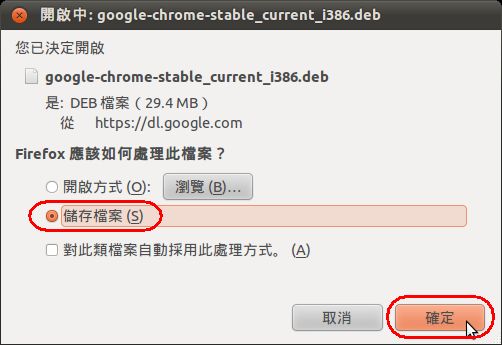 開啟中: google-chrome-stable_current_i386.deb
您已決定開啟
google-chrome-stable_current_i386.deb
是: DEB 檔案（29.4 MB）
從 https://dl.google.com
Firefox 應該如何處理此檔案？
開啟方式 (O): 瀏覽 (B)...
儲存檔案 (S)
對此類檔案自動採用此處理方式。 (A)
取消 確定